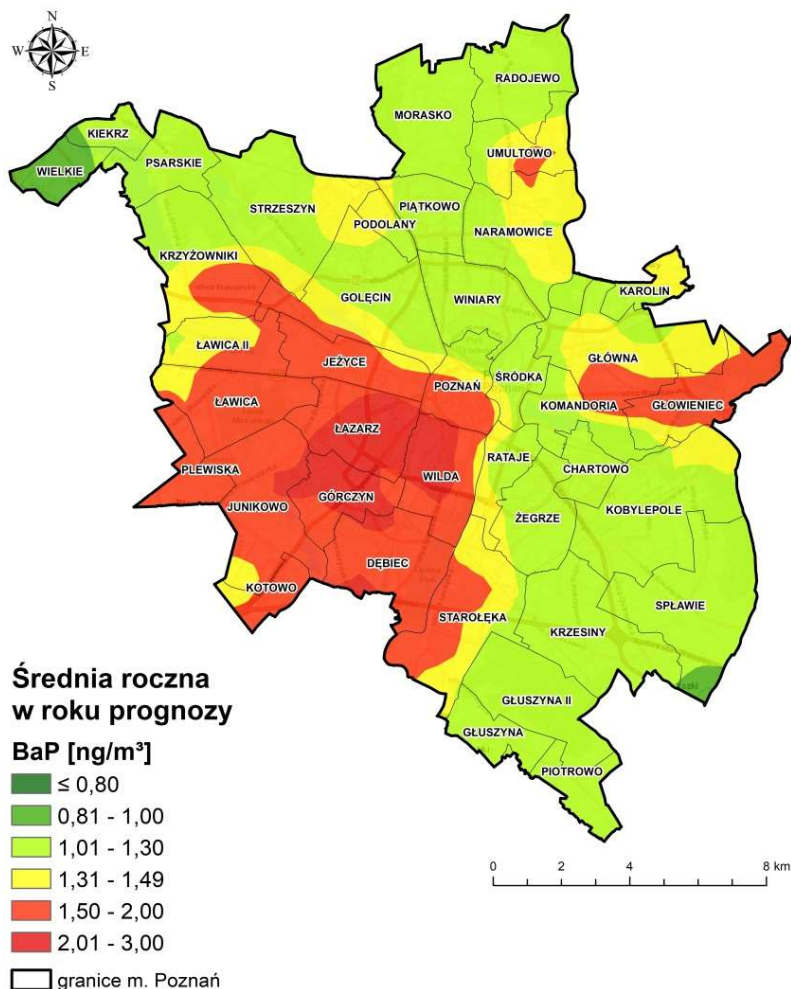 N
W E
S
RADOJEWO
MORASKO
KIEKRZ
UMULTOWO
PSARSKIE
WIELKIE
STRZESZYN
PIĄTKOWO
PODOLANY
NARAMOWICE
KRZYŻOWNIKI
KAROLIN
GOLĘCIN
WINIARY
ŁAWICA II
GŁÓWNA
JEŻYCE
ŚRÓDKA
POZNAŃ
ŁAWICA
KOMANDORIA
GŁOWIENIEC
ŁAZARZ
RATAJE
PLEWISKA
WILDA
CHARTOWO
GÓRCZYN
JUNIKOWO
KOBYLEPOLE
ŻEGRZE
DĘBIEC
KOTOWO
SPŁAWIE
STAROŁĘKA
KRZESINY
GŁUSZYNA II
GŁUSZYNA
PIOTROWO
Średnia roczna
w roku prognozy
BaP [ng/m³]
≤ 0,80
0,81 - 1,00
1,01 - 1,30
1,31 - 1,49
1,50 - 2,00
2,01 - 3,00
granice m. Poznań
0 2 4 8 km